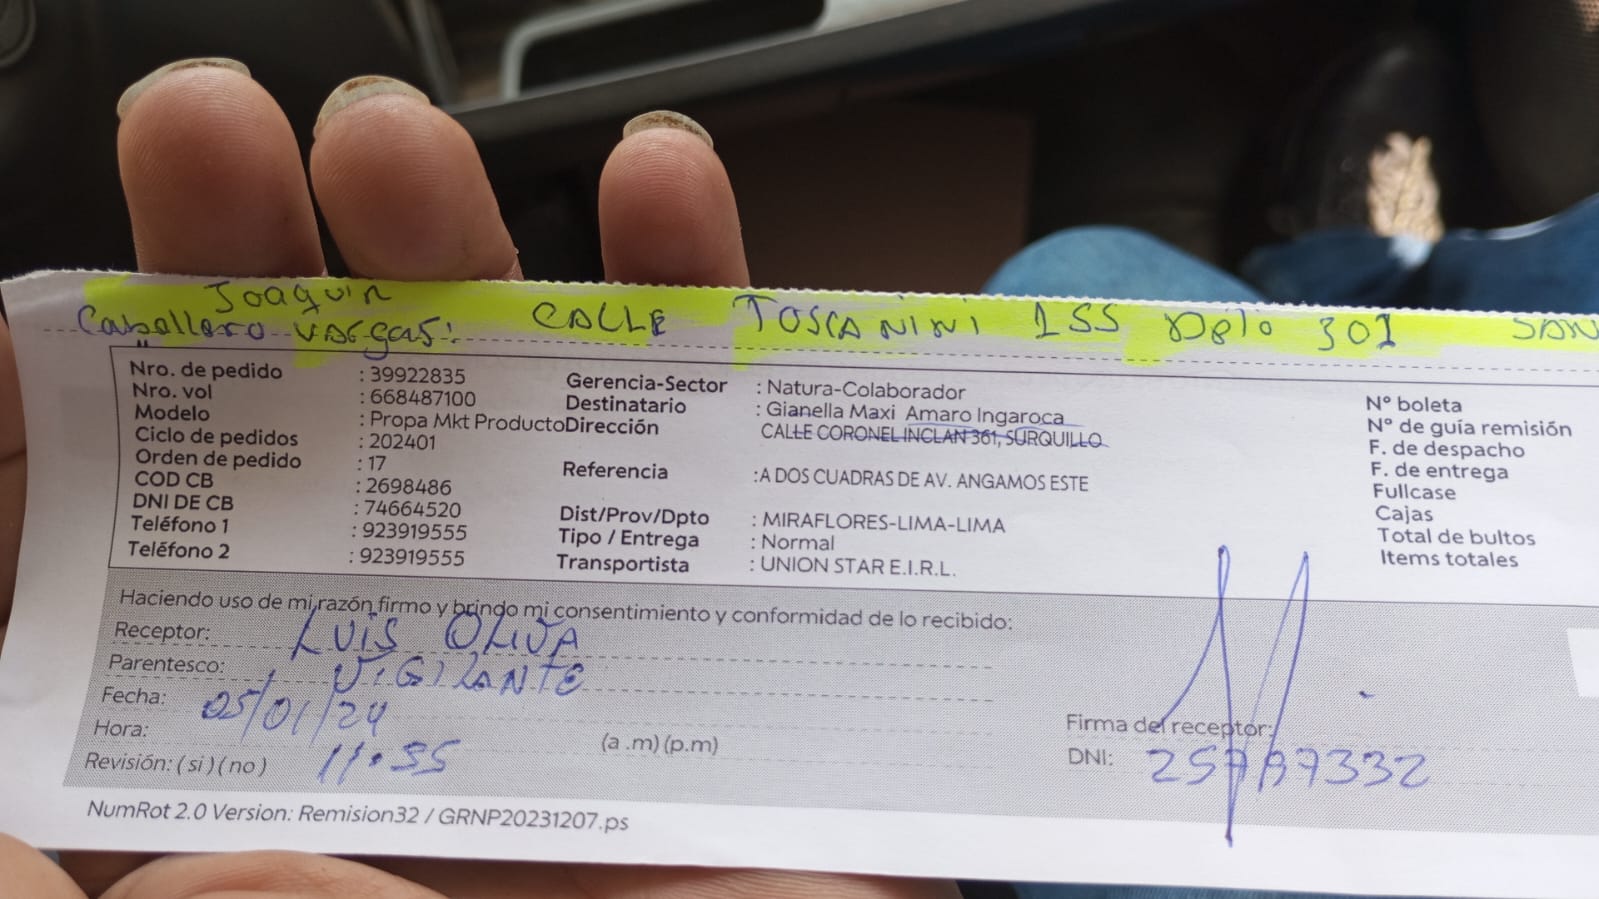 Joaquin
Caballero Vasgas: CALLE TOSCANINI 155 Dpto 301 SAN
Nro. de pedido : 39922835
Nro. vol : 668487100
Modelo : Propa Mkt Producto
Ciclo de pedidos : 202401
Orden de pedido : 17
COD CB : 2698486
DNI DE CB : 74664520
Teléfono 1 : 923919555
Teléfono 2 : 923919555
Gerencia-Sector : Natura-Colaborador
Destinatario : Gianella Maxi Amaro Ingaroca
Dirección CALLE CORONEL INCLAN 361, SURQUILLO
Referencia :A DOS CUADRAS DE AV. ANGAMOS ESTE
Dist/Prov/Dpto : MIRAFLORES-LIMA-LIMA
Tipo / Entrega : Normal
Transportista : UNION STAR E.I.R.L.
N° boleta
N° de guía remisión
F. de despacho
F. de entrega
Fullcase
Cajas
Total de bultos
Items totales
Haciendo uso de mi razón firmo y brindo mi consentimiento y conformidad de lo recibido:
Receptor: LUIS OLIVA
Parentesco: VIGILANTE
Fecha: 05/01/24
Hora: 11:55 (a .m) (p.m)
Revisión: ( si ) ( no )
Firma del receptor:
DNI:
NumRot 2.0 Version: Remision32 / GRNP20231207.ps